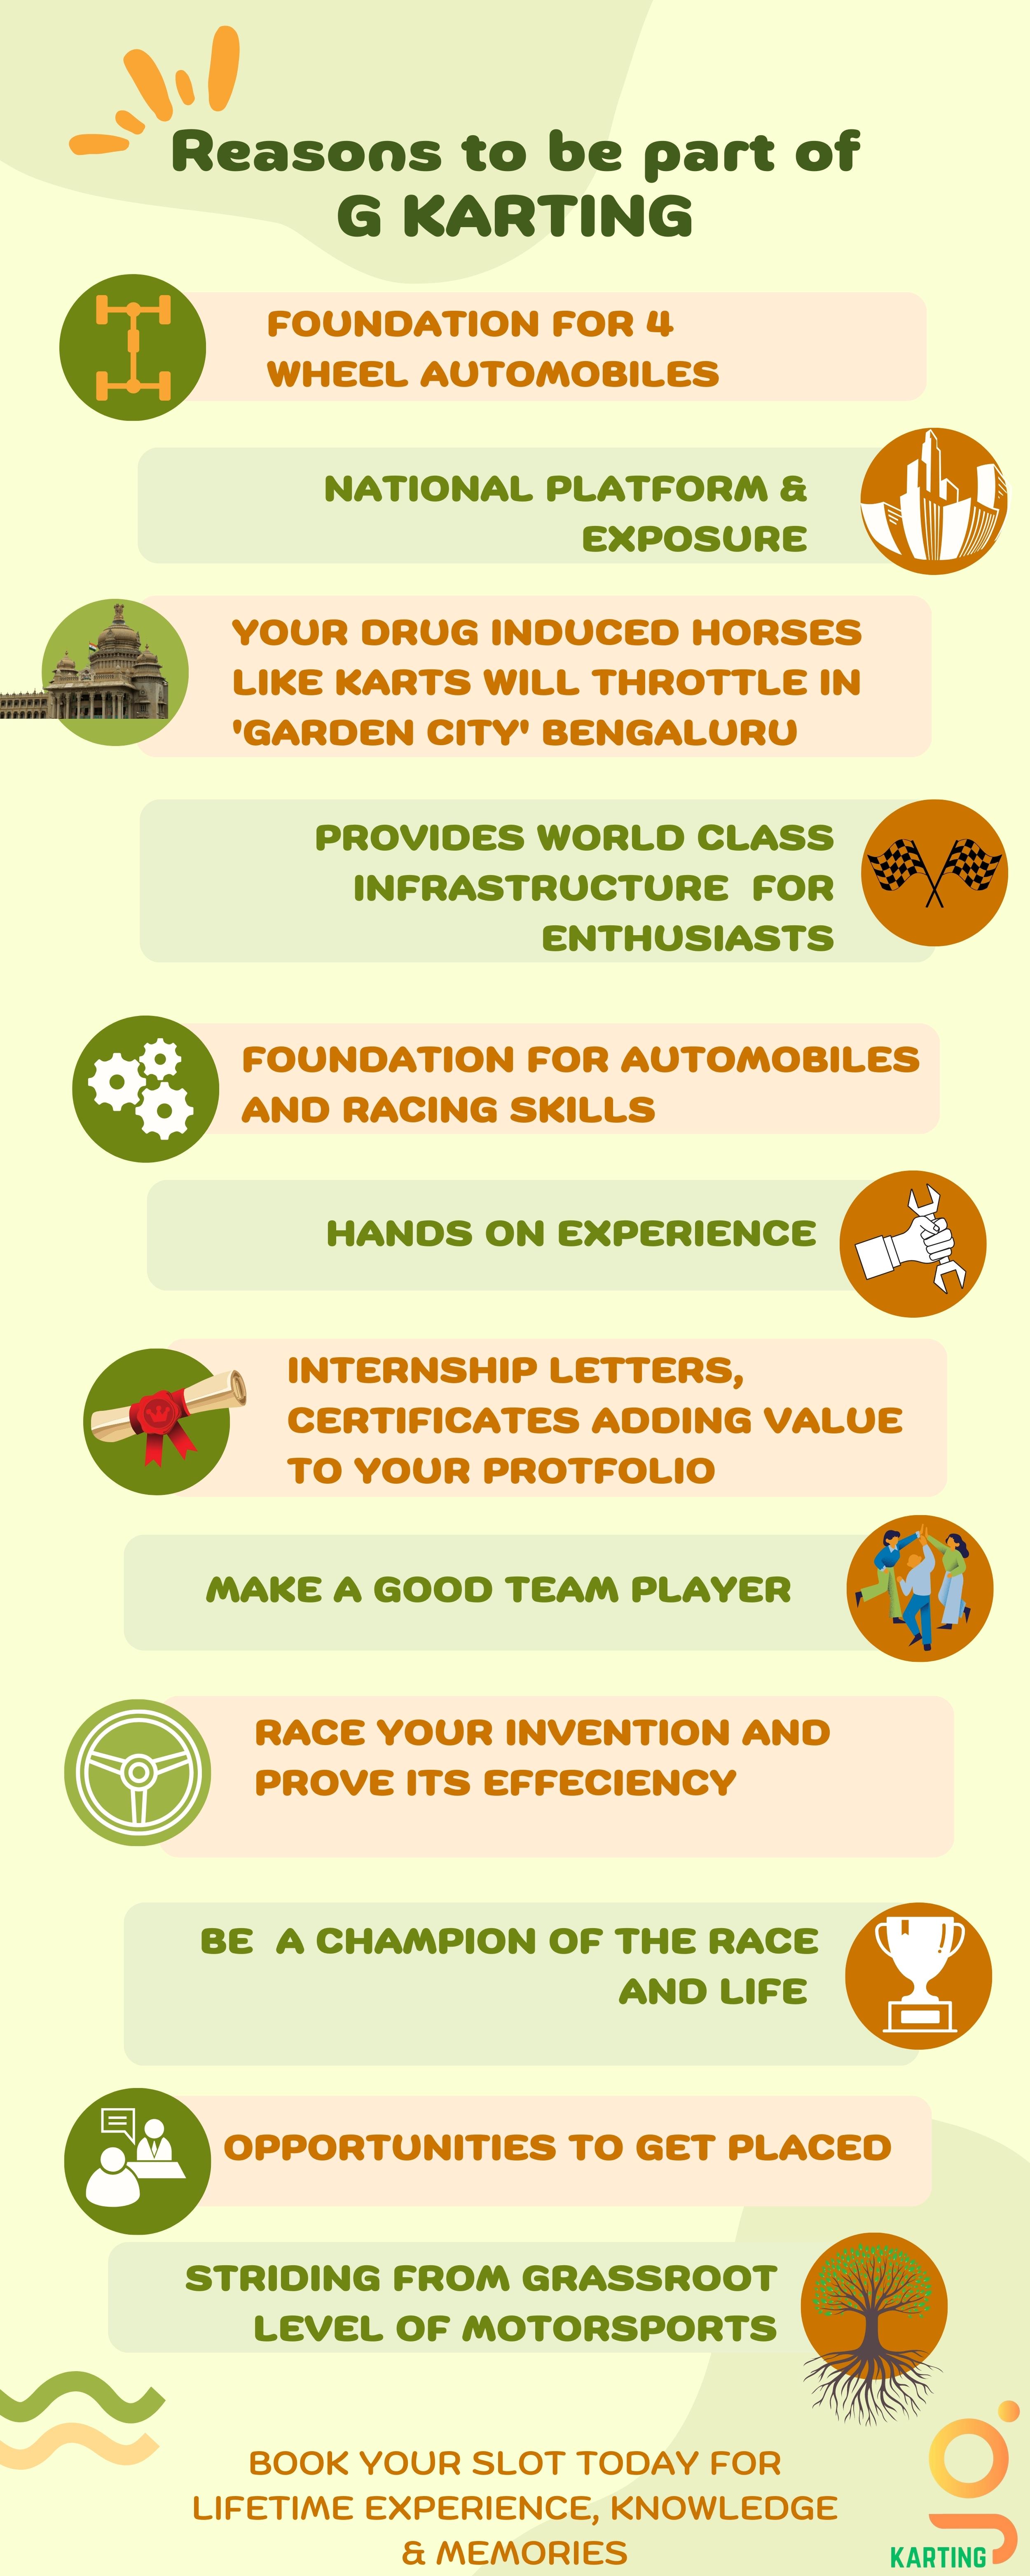 Reasons to be part of
G KARTING
FOUNDATION FOR 4
WHEEL AUTOMOBILES
NATIONAL PLATFORM &
EXPOSURE
YOUR DRUG INDUCED HORSES
LIKE KARTS WILL THROTTLE IN
'GARDEN CITY' BENGALURU
PROVIDES WORLD CLASS
INFRASTRUCTURE FOR
ENTHUSIASTS
FOUNDATION FOR AUTOMOBILES
AND RACING SKILLS
HANDS ON EXPERIENCE
INTERNSHIP LETTERS,
CERTIFICATES ADDING VALUE
TO YOUR PROTFOLIO
MAKE A GOOD TEAM PLAYER
RACE YOUR INVENTION AND
PROVE ITS EFFECIENCY
BE A CHAMPION OF THE RACE
AND LIFE
OPPORTUNITIES TO GET PLACED
STRIDING FROM GRASSROOT
LEVEL OF MOTORSPORTS
BOOK YOUR SLOT TODAY FOR
LIFETIME EXPERIENCE, KNOWLEDGE
& MEMORIES
g
KARTING